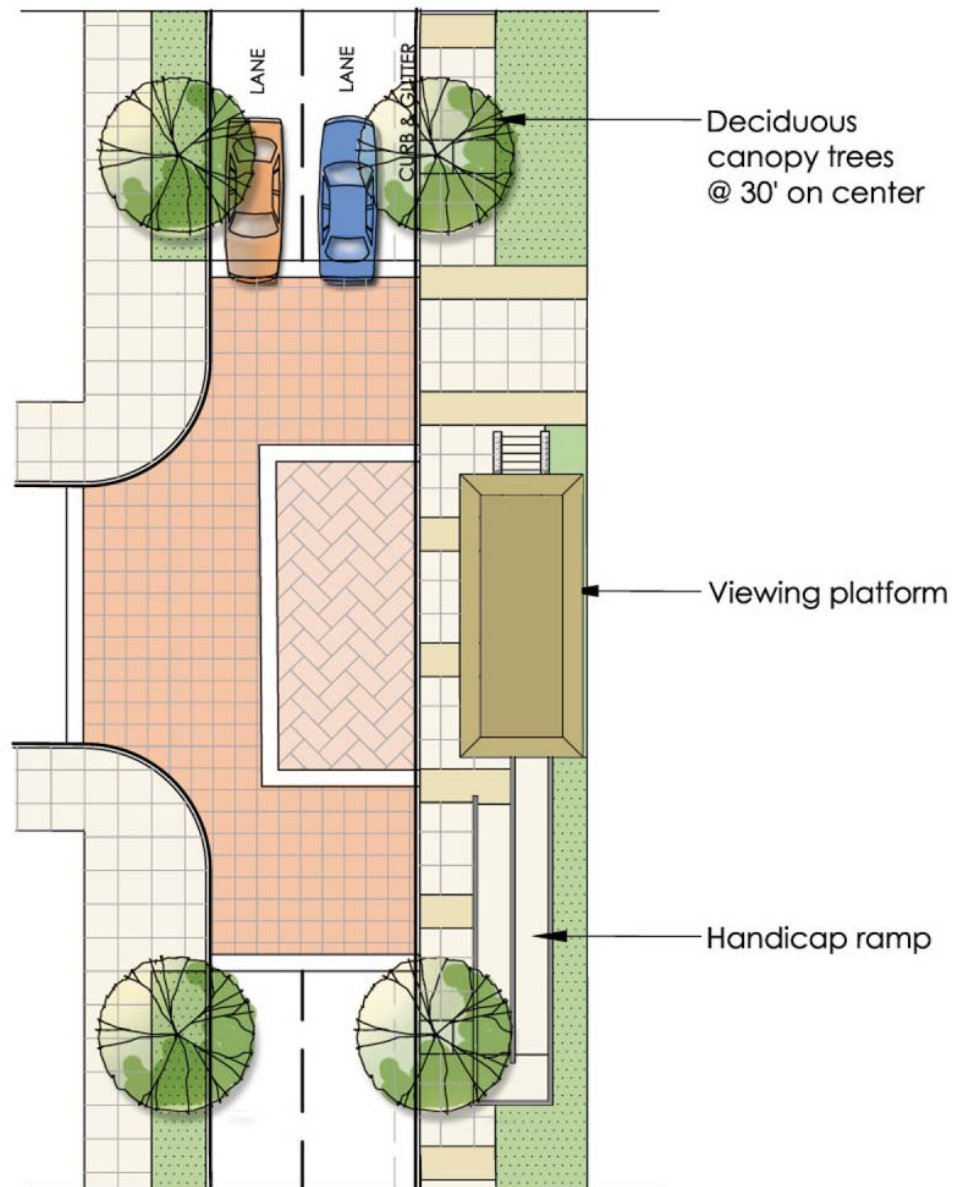 LANE
LANE
CURB & GUTTER
Deciduous
canopy trees
@ 30' on center
Viewing platform
Handicap ramp